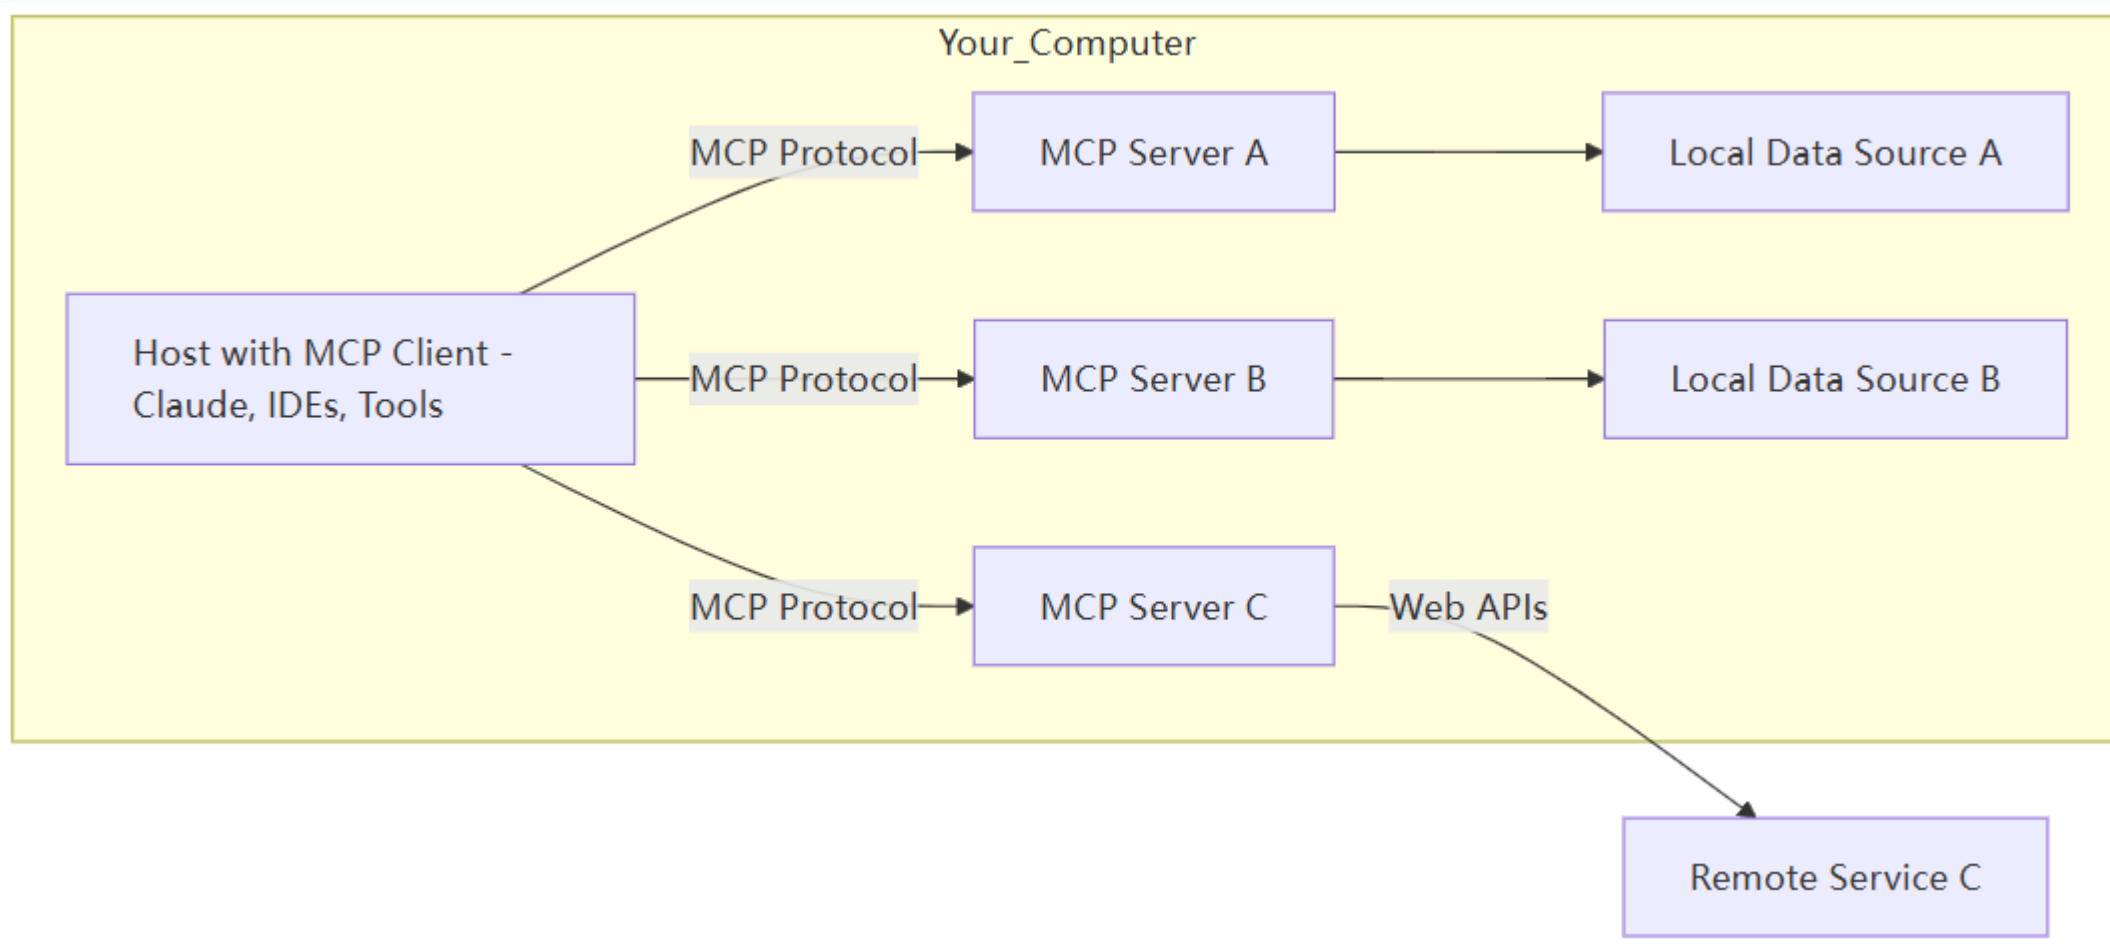 Your_Computer
MCP Protocol
MCP Server A
Local Data Source A
Host with MCP Client -
Claude, IDEs, Tools
MCP Protocol
MCP Server B
Local Data Source B
MCP Protocol
MCP Server C
Web APIs
Remote Service C